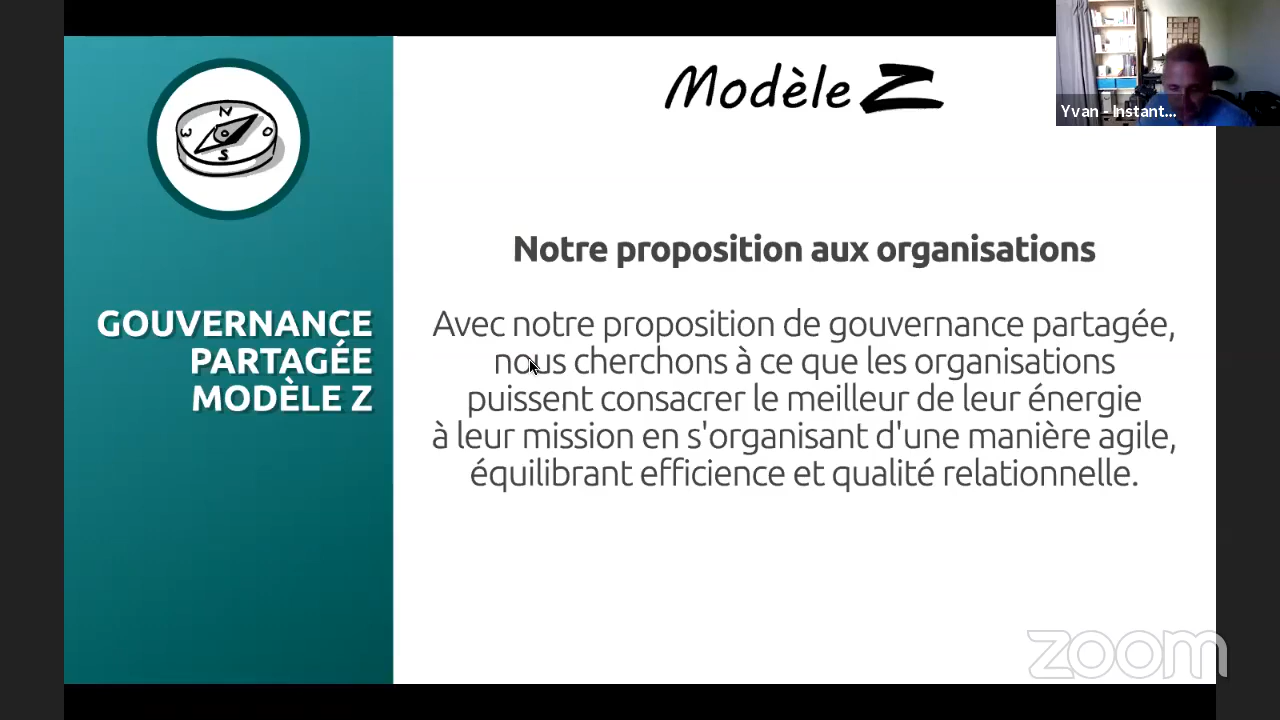 Modèle Z
Yvan - Instant...
N
W
O
S
GOUVERNANCE
PARTAGÉE
MODÈLE Z
Notre proposition aux organisations
Avec notre proposition de gouvernance partagée,
nous cherchons à ce que les organisations
puissent consacrer le meilleur de leur énergie
à leur mission en s'organisant d'une manière agile,
équilibrant efficience et qualité relationnelle.
zoom